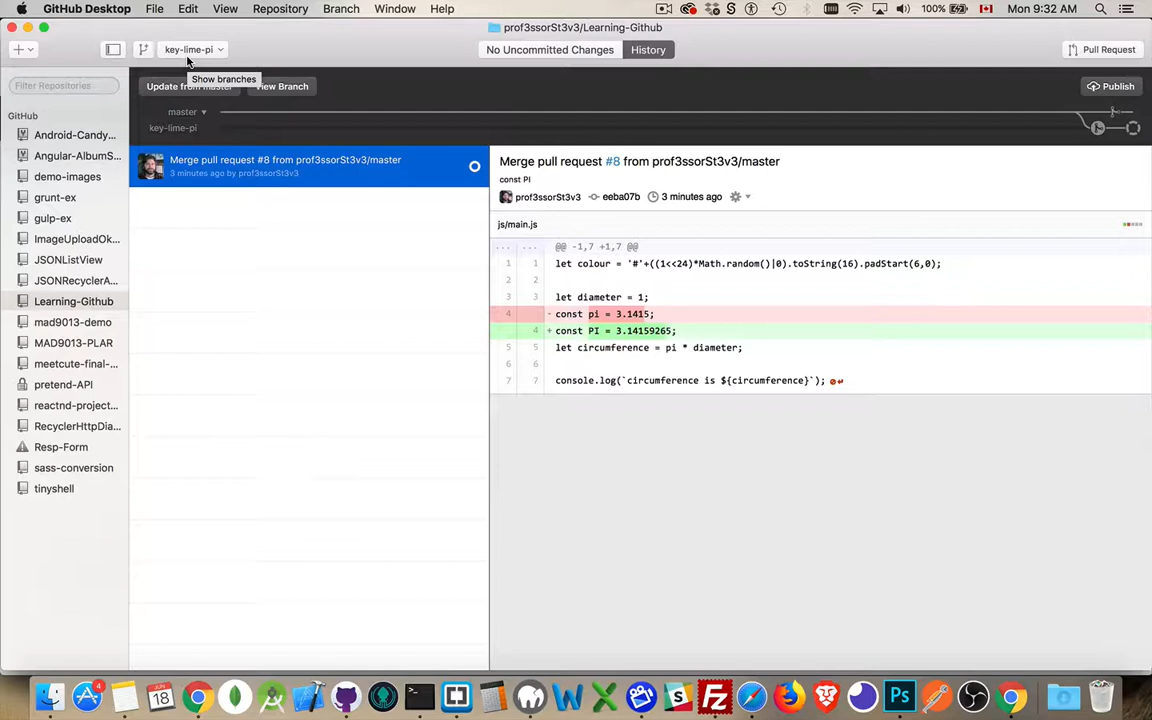 GitHub Desktop File Edit View Repository Branch Window Help 100% Mon 9:32 AM
prof3ssorSt3v3/Learning-Github
key-lime-pi No Uncommitted Changes History Pull Request
Show branches
Filter Repositories Update from master View Branch Publish
master
key-lime-pi
GitHub
Android-Candy...
Angular-AlbumS...
demo-images
grunt-ex
gulp-ex
ImageUploadOk...
JSONListView
JSONRecyclerA...
Learning-Github
mad9013-demo
MAD9013-PLAR
meetcute-final-...
pretend-API
reactnd-project...
RecyclerHttpDia...
Resp-Form
sass-conversion
tinyshell
Merge pull request #8 from prof3ssorSt3v3/master
3 minutes ago by prof3ssorSt3v3
Merge pull request #8 from prof3ssorSt3v3/master
const PI
prof3ssorSt3v3 eeba07b 3 minutes ago
js/main.js
... ... @@ -1,7 +1,7 @@
1 1 let colour = '#'+((1<<24)*Math.random()|0).toString(16).padStart(6,0);
2 2
3 3 let diameter = 1;
4 - const pi = 3.1415;
4 + const PI = 3.14159265;
5 5 let circumference = pi * diameter;
6 6
7 7 console.log(`circumference is ${circumference}`);
4
JUN
18